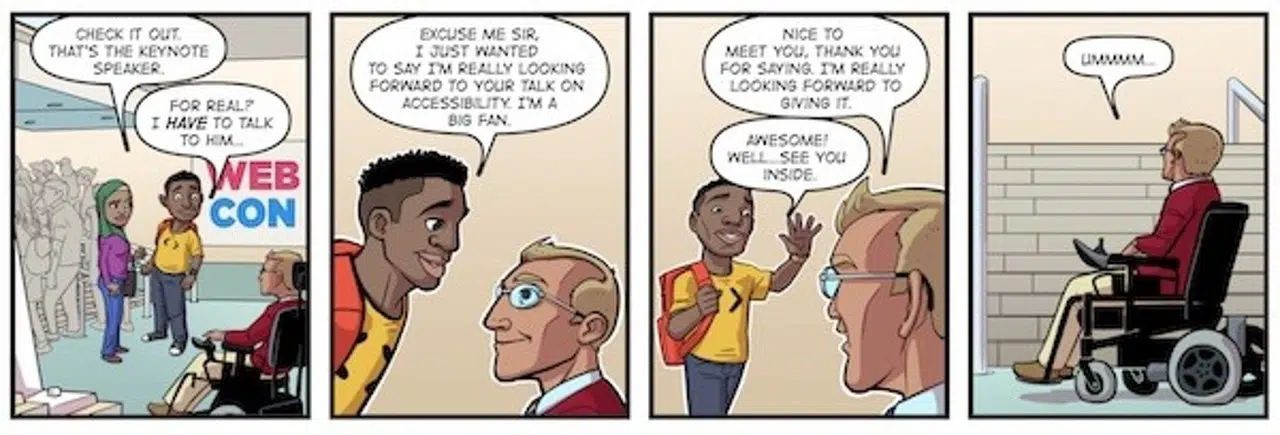 CHECK IT OUT.
THAT'S THE KEYNOTE
SPEAKER.
FOR REAL?
I HAVE TO TALK
TO HIM...
WEB
CON
EXCUSE ME SIR,
I JUST WANTED
TO SAY I'M REALLY LOOKING
FORWARD TO YOUR TALK ON
ACCESSIBILITY. I'M A
BIG FAN.
NICE TO
MEET YOU, THANK YOU
FOR SAYING. I'M REALLY
LOOKING FORWARD TO
GIVING IT.
AWESOME!
WELL...SEE YOU
INSIDE.
UMMMM...